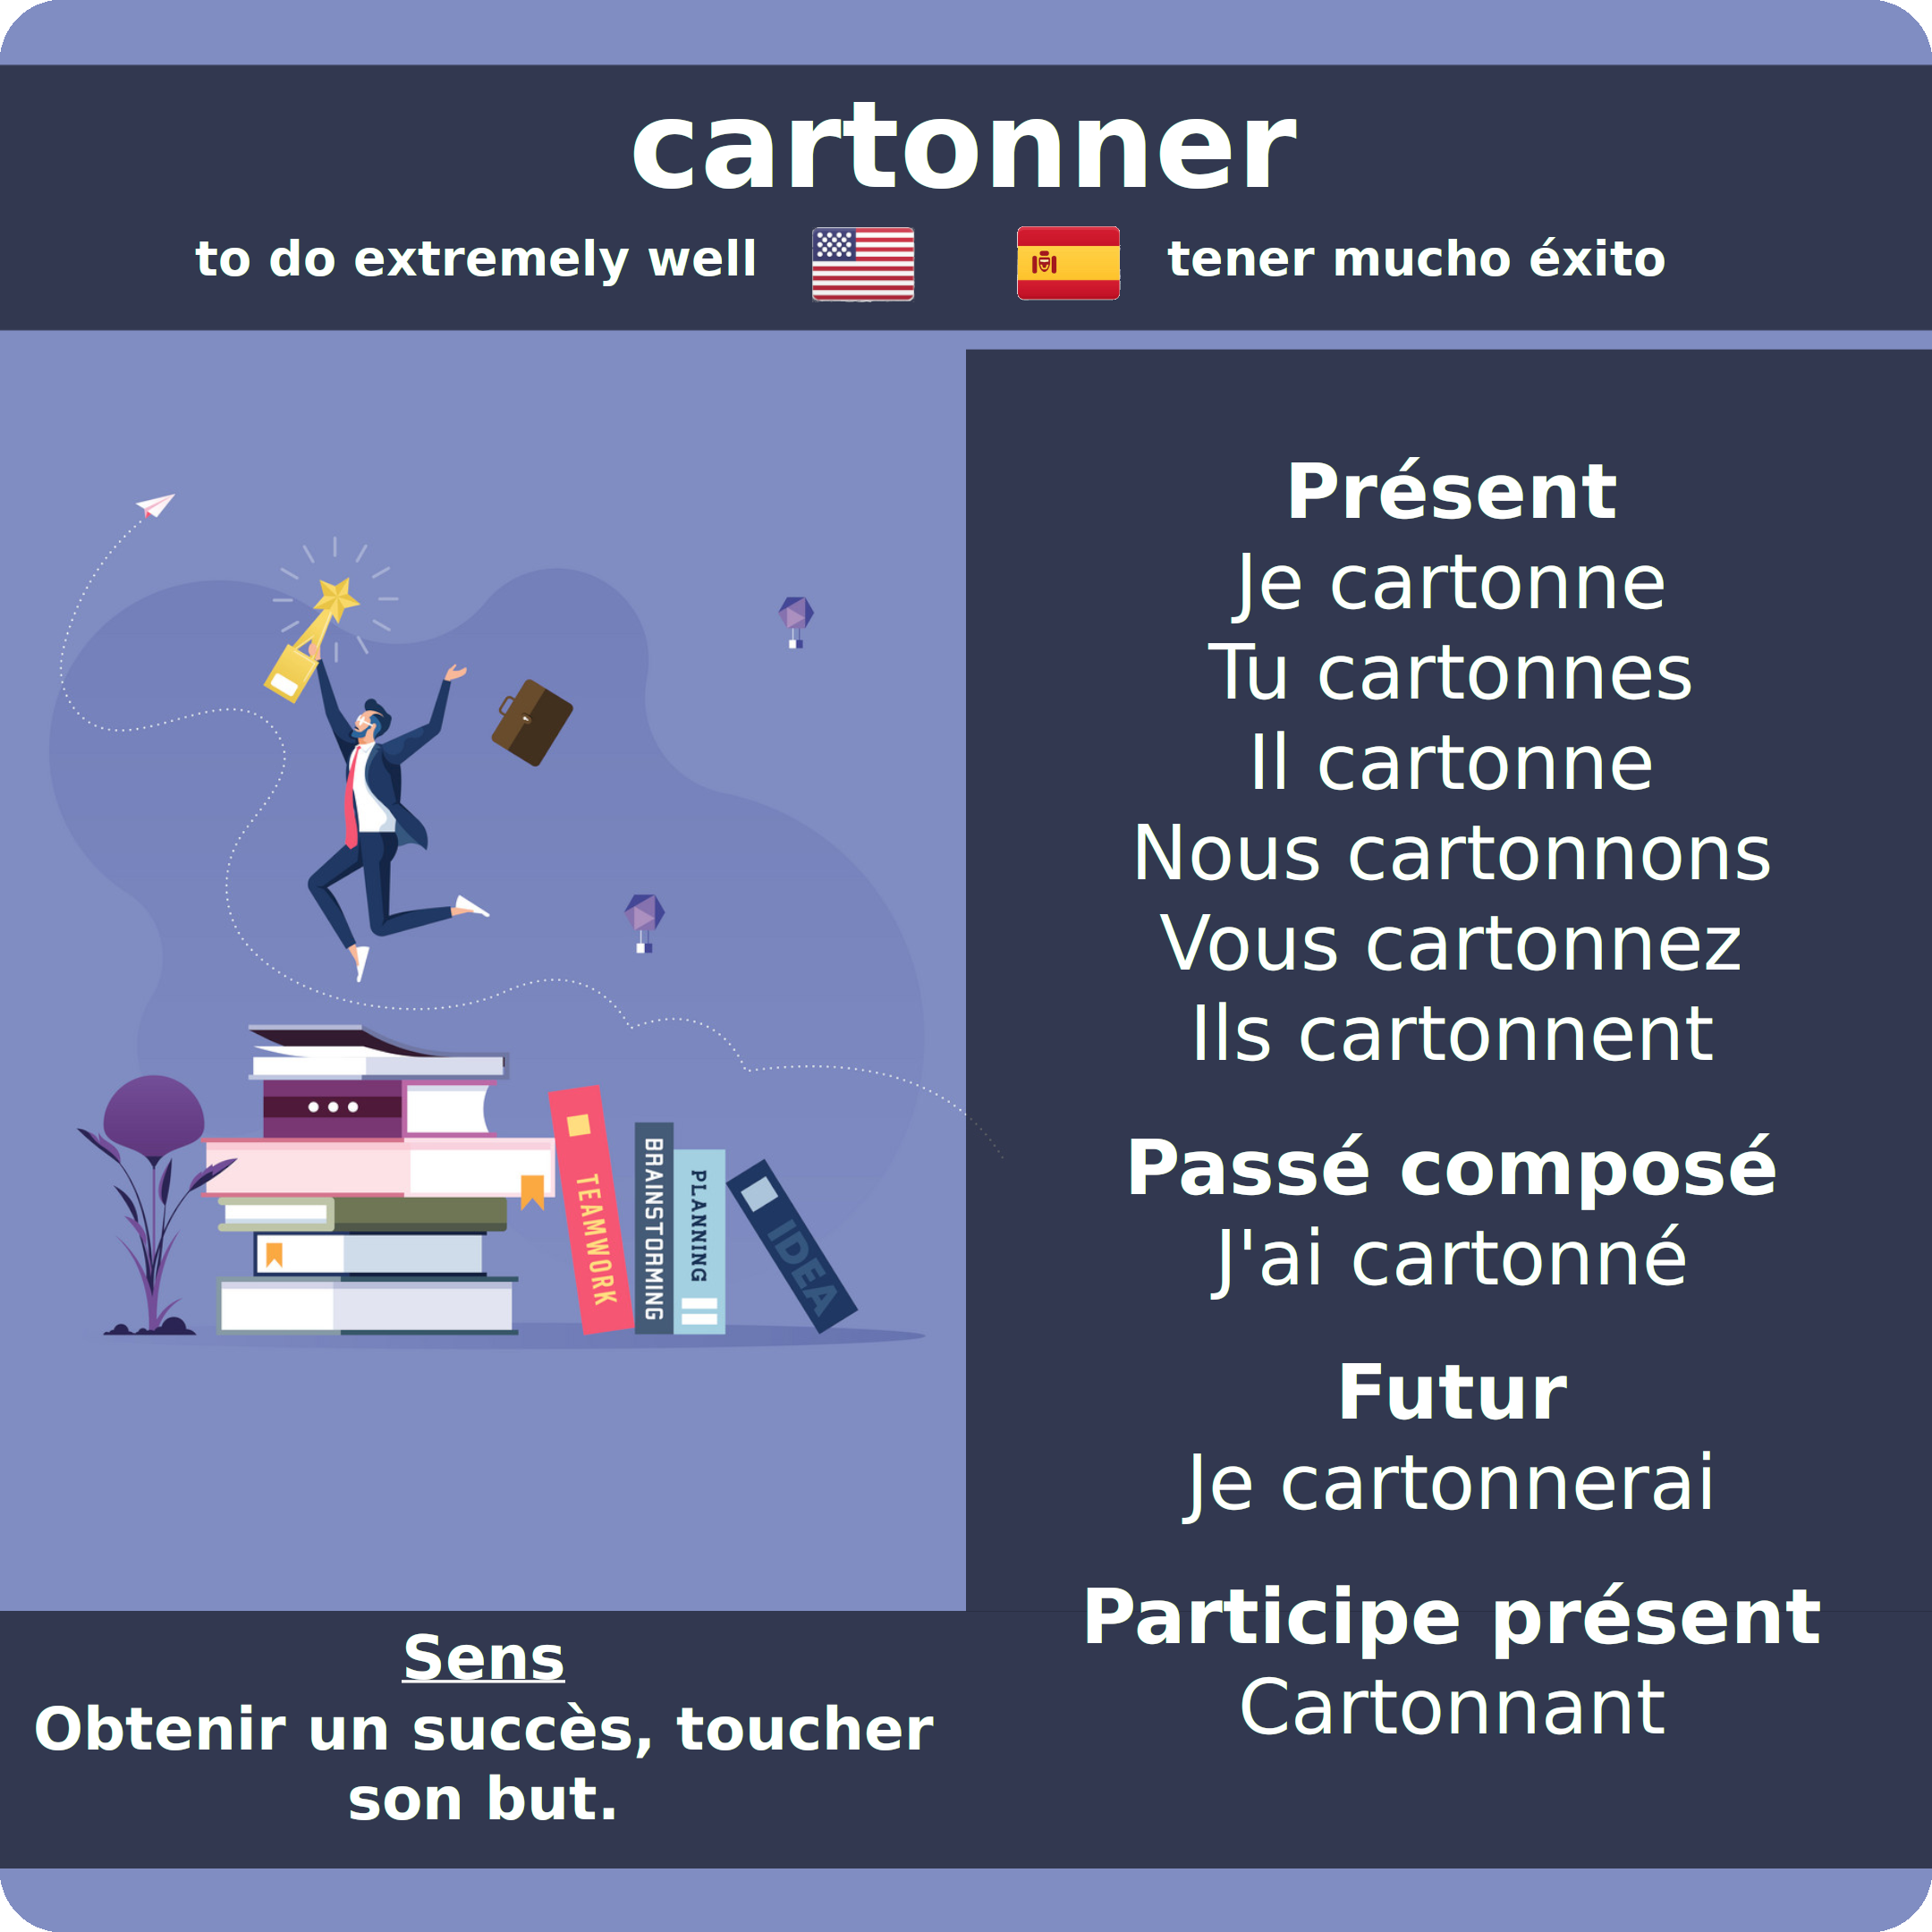 cartonner
to do extremely well
tener mucho éxito
Présent
Je cartonne
Tu cartonnes
Il cartonne
Nous cartonnons
Vous cartonnez
Ils cartonnent
Passé composé
J'ai cartonné
Futur
Je cartonnerai
Participe présent
Cartonnant
TEAMWORK
BRAINSTORMING
PLANNING
IDEA
Sens
Obtenir un succès, toucher
son but.